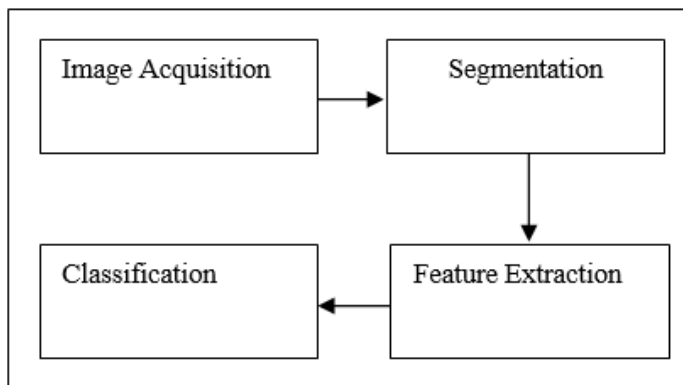 Image Acquisition
Segmentation
Classification
Feature Extraction